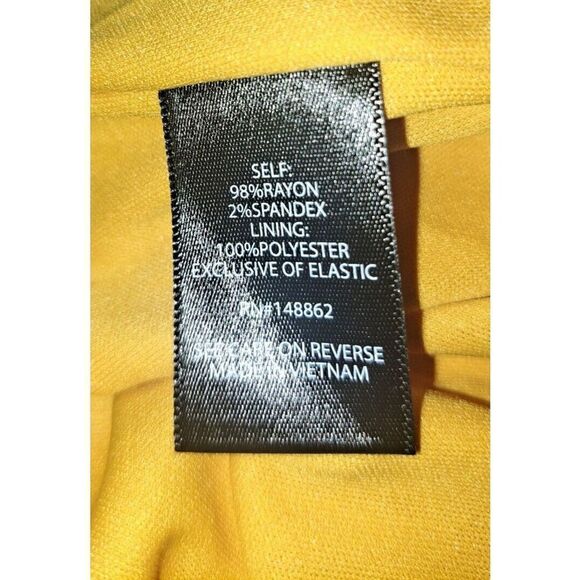 SELF:
98%RAYON
2%SPANDEX
LINING:
100%POLYESTER
EXCLUSIVE OF ELASTIC
RN#148862
SEE CARE ON REVERSE
MADE IN VIETNAM